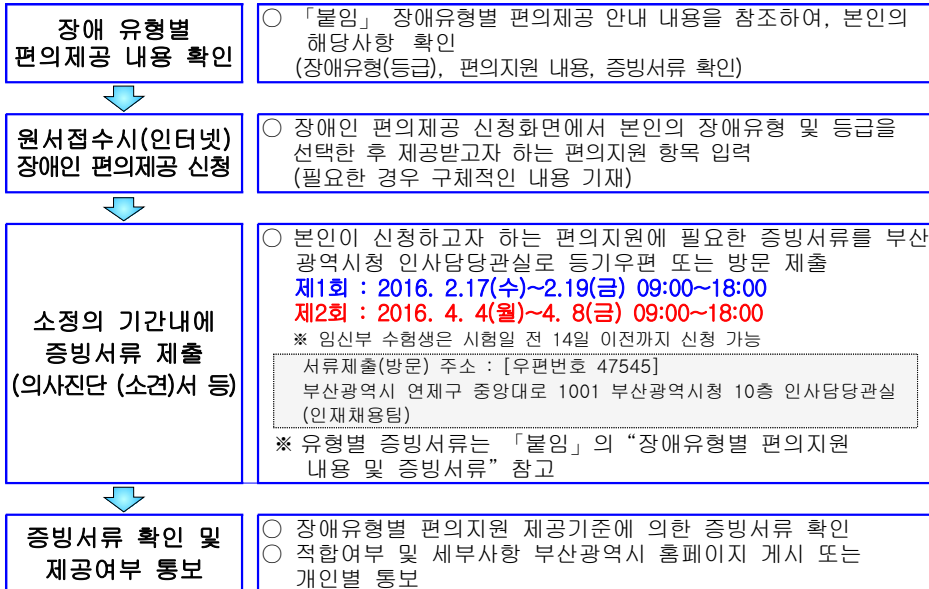 장애 유형별
편의제공 내용 확인
○ 「붙임」 장애유형별 편의제공 안내 내용을 참조하여, 본인의
해당사항 확인
(장애유형(등급), 편의지원 내용, 증빙서류 확인)
원서접수시(인터넷)
장애인 편의제공 신청
○ 장애인 편의제공 신청화면에서 본인의 장애유형 및 등급을
선택한 후 제공받고자 하는 편의지원 항목 입력
(필요한 경우 구체적인 내용 기재)
소정의 기간내에
증빙서류 제출
(의사진단 (소견)서 등)
○ 본인이 신청하고자 하는 편의지원에 필요한 증빙서류를 부산
광역시청 인사담당관실로 등기우편 또는 방문 제출
제1회 : 2016. 2.17(수)~2.19(금) 09:00~18:00
제2회 : 2016. 4. 4(월)~4. 8(금) 09:00~18:00
※ 임신부 수험생은 시험일 전 14일 이전까지 신청 가능
서류제출(방문) 주소 : [우편번호 47545]
부산광역시 연제구 중앙대로 1001 부산광역시청 10층 인사담당관실
(인재채용팀)
※ 유형별 증빙서류는 「붙임」의 “장애유형별 편의지원
내용 및 증빙서류” 참고
증빙서류 확인 및
제공여부 통보
○ 장애유형별 편의지원 제공기준에 의한 증빙서류 확인
○ 적합여부 및 세부사항 부산광역시 홈페이지 게시 또는
개인별 통보